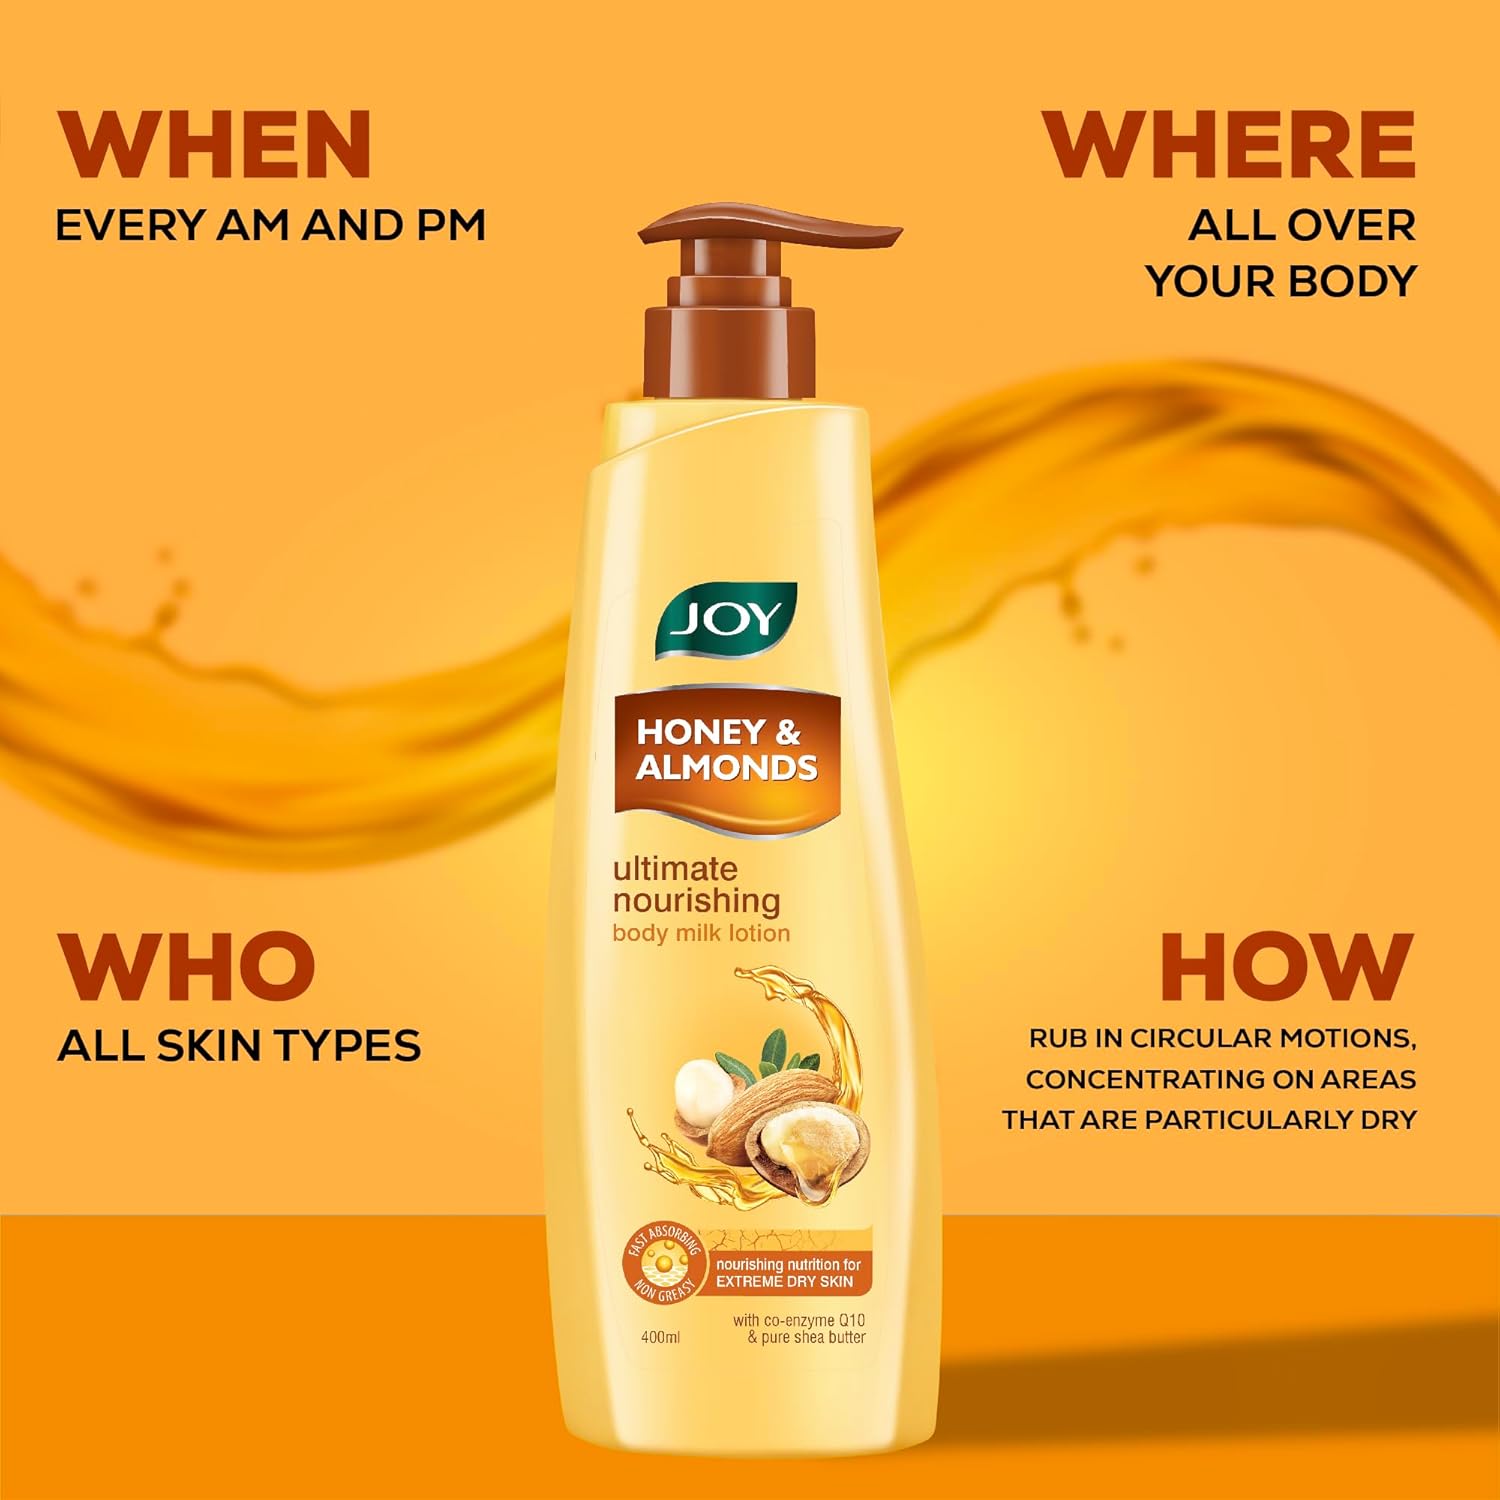 WHEN
EVERY AM AND PM
WHERE
ALL OVER
YOUR BODY
JOY
HONEY &
ALMONDS
ultimate
nourishing
body milk lotion
WHO
ALL SKIN TYPES
HOW
RUB IN CIRCULAR MOTIONS,
CONCENTRATING ON AREAS
THAT ARE PARTICULARLY DRY
FAST ABSORBING
NON GREASY
nourishing nutrition for
EXTREME DRY SKIN
400ml
with co-enzyme Q10
& pure shea butter